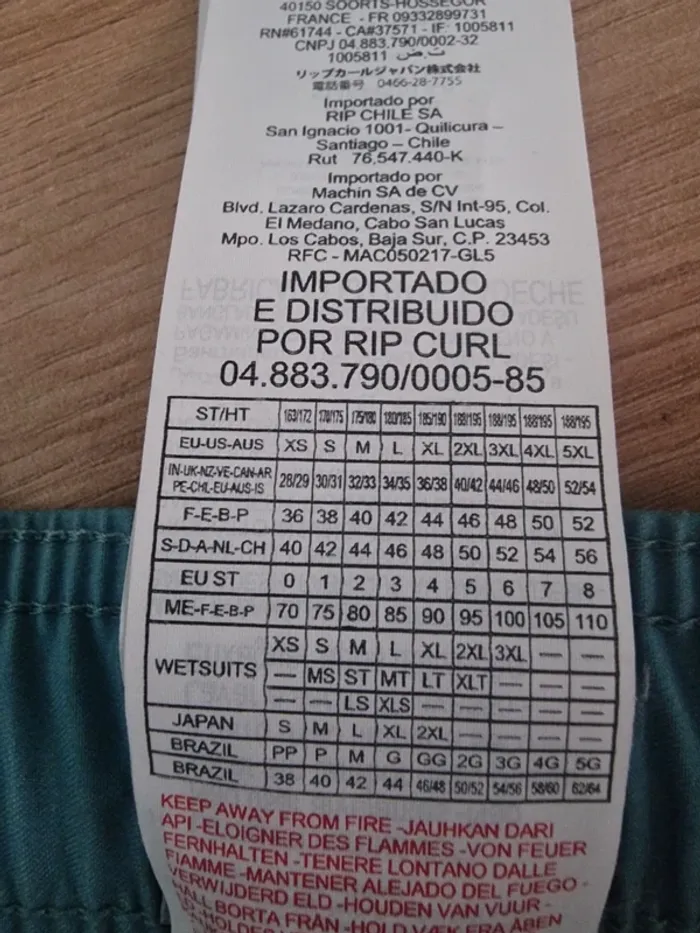 40150 SOORTS-HOSSEGOR
FRANCE - FR 09332899731
RN#61744 - CA#37571 - IF: 1005811
CNPJ 04.883.790/0002-32
1005811 ت.ض.ب
リップカールジャパン株式会社
電話番号 0466-28-7755
Importado por
RIP CHILE SA
San Ignacio 1001- Quilicura –
Santiago – Chile
Rut 76.547.440-K
Importado por
Machin SA de CV
Blvd. Lazaro Cardenas, S/N Int-95, Col.
El Medano, Cabo San Lucas
Mpo. Los Cabos, Baja Sur, C.P. 23453
RFC - MAC050217-GL5
IMPORTADO
E DISTRIBUIDO
POR RIP CURL
04.883.790/0005-85
ST/HT 163/172 170/175 175/180 180/185 185/190 188/195 188/195 188/195 188/195
EU-US-AUS XS S M L XL 2XL 3XL 4XL 5XL
IN-UK-NZ-VE-CAN-AR PE-CHL-EU-AUS-IS 28/29 30/31 32/33 34/35 36/38 40/42 44/46 48/50 52/54
F-E-B-P 36 38 40 42 44 46 48 50 52
S-D-A-NL-CH 40 42 44 46 48 50 52 54 56
EU ST 0 1 2 3 4 5 6 7 8
ME-F-E-B-P 70 75 80 85 90 95 100 105 110
XS S M L XL 2XL 3XL — —
WETSUITS — MS ST MT LT XLT — — —
— — LS XLS — — — — —
JAPAN S M L XL 2XL
BRAZIL PP P M G GG 2G 3G 4G 5G
BRAZIL 38 40 42 44 46/48 50/52 54/56 58/60 62/64
KEEP AWAY FROM FIRE -JAUHKAN DARI
API -ELOIGNER DES FLAMMES -VON FEUER
FERNHALTEN -TENERE LONTANO DALLE
FIAMME -MANTENER ALEJADO DEL FUEGO -
VERWIJDERD ELD -HOUDEN VAN VUUR -
HÅLL BORTA FRÅN -HOLD VÆK FRA ÅBEN